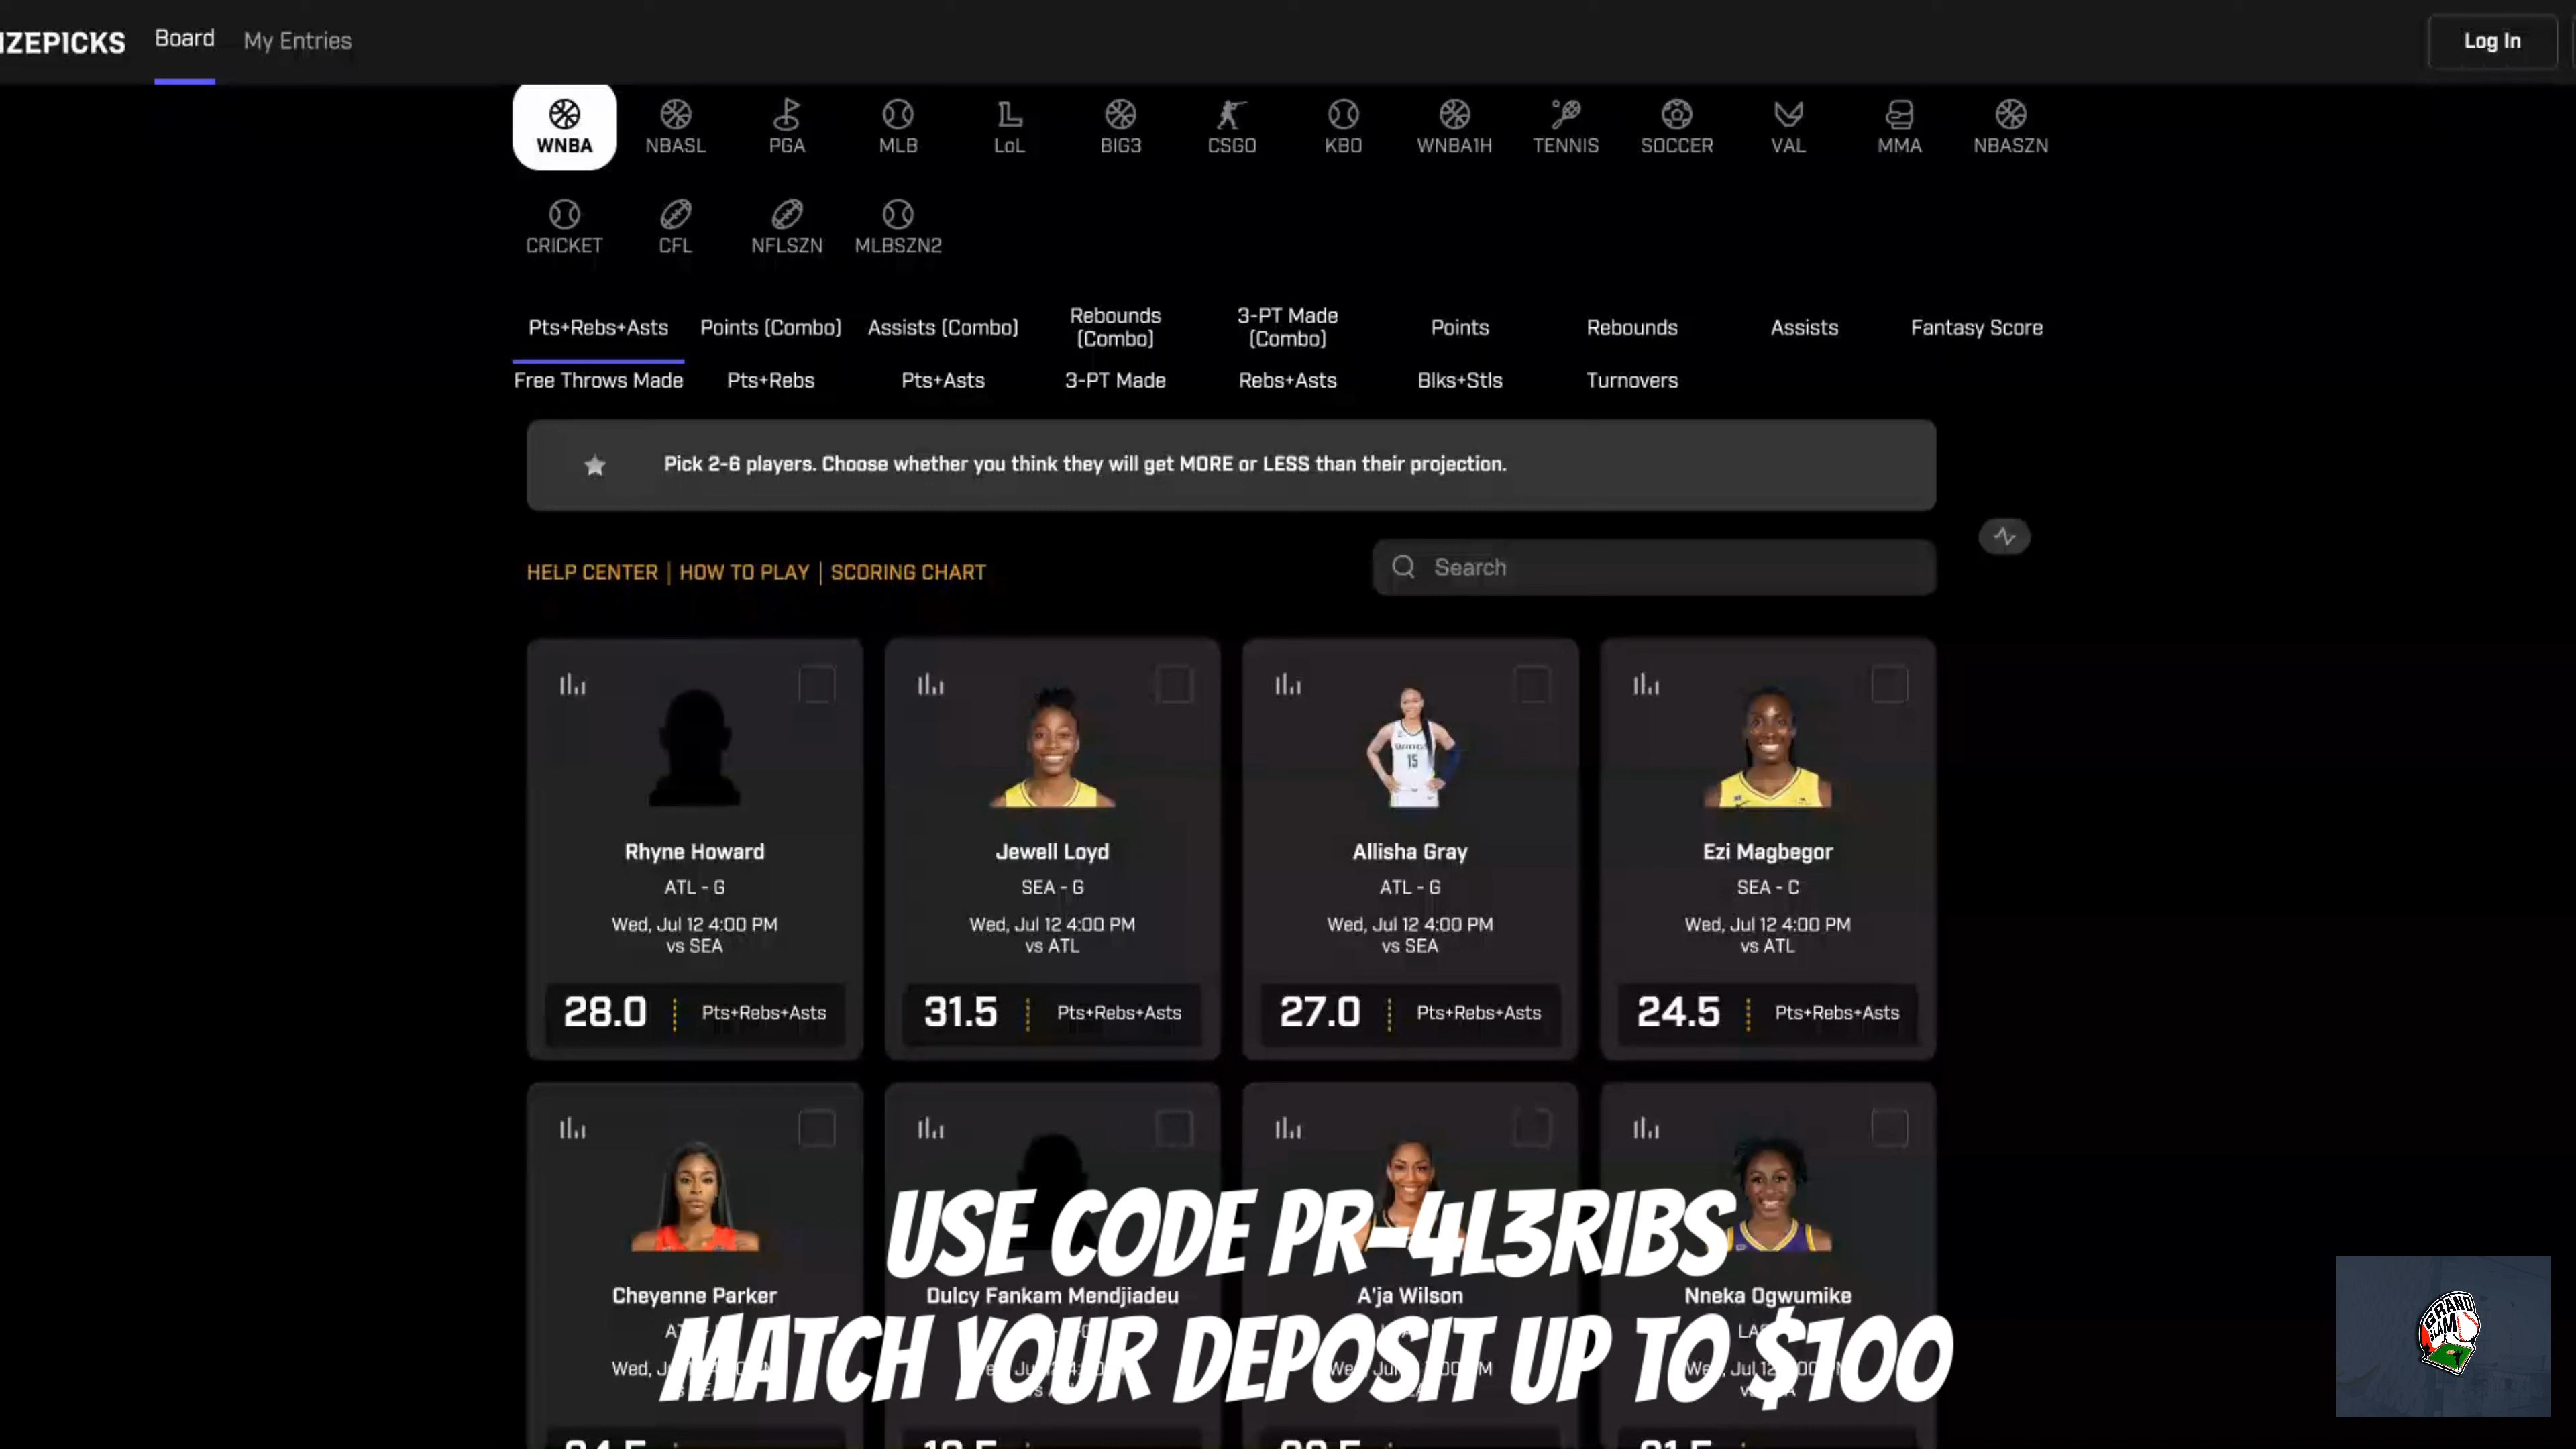 IZEPICKS Board My Entries Log In
WNBA NBASL PGA MLB LoL BIG3 CSGO KBO WNBA1H TENNIS SOCCER VAL MMA NBASZN
CRICKET CFL NFLSZN MLBSZN2
Pts+Rebs+Asts Points (Combo) Assists (Combo) Rebounds (Combo) 3-PT Made (Combo) Points Rebounds Assists Fantasy Score
Free Throws Made Pts+Rebs Pts+Asts 3-PT Made Rebs+Asts Blks+Stls Turnovers
Pick 2-6 players. Choose whether you think they will get MORE or LESS than their projection.
HELP CENTER | HOW TO PLAY | SCORING CHART Search
WINGS
15
Rhyne Howard Jewell Loyd Allisha Gray Ezi Magbegor
ATL - G SEA - G ATL - G SEA - C
Wed, Jul 12 4:00 PM Wed, Jul 12 4:00 PM Wed, Jul 12 4:00 PM Wed, Jul 12 4:00 PM
vs SEA vs ATL vs SEA vs ATL
28.0 Pts+Rebs+Asts 31.5 Pts+Rebs+Asts 27.0 Pts+Rebs+Asts 24.5 Pts+Rebs+Asts
USE CODE PR-4L3RIBS
Cheyenne Parker Dulcy Fankam Mendjiadeu A'ja Wilson Nneka Ogwumike
MATCH YOUR DEPOSIT UP TO $100
GRAND
SLAM